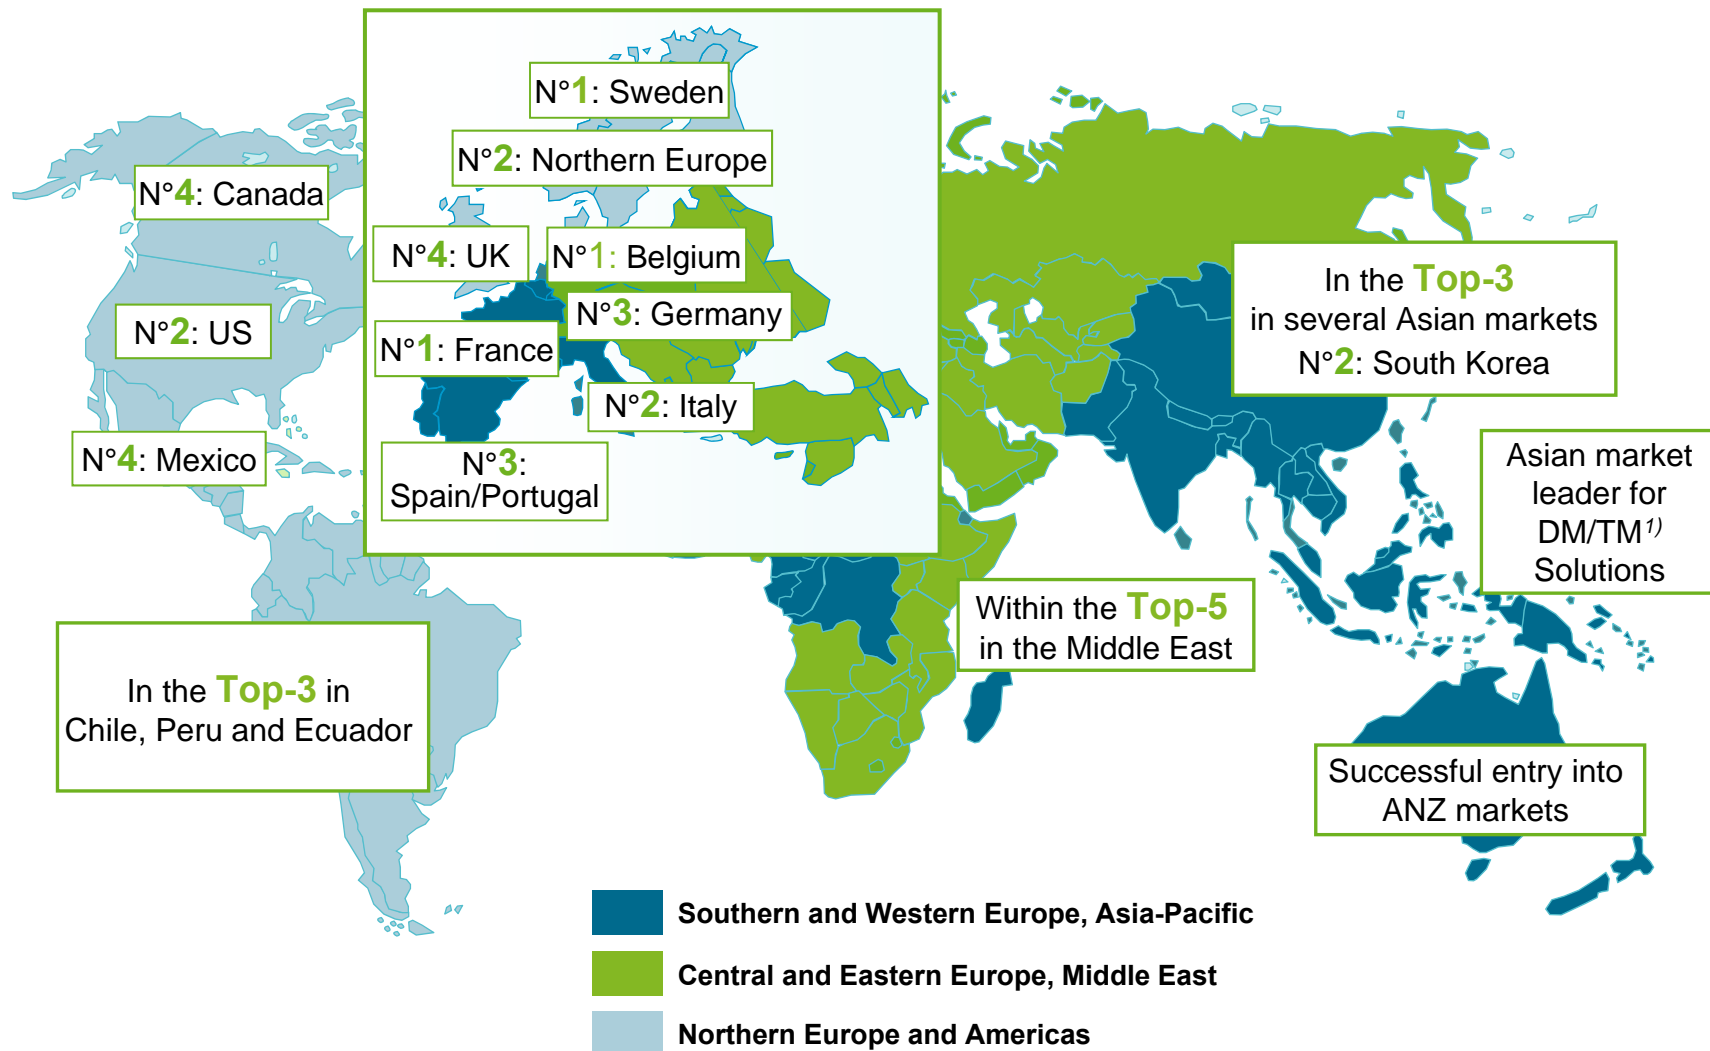 N°1: Sweden
N°2: Northern Europe
N°4: Canada
N°4: UK
N°1: Belgium
N°3: Germany
N°2: US
N°1: France
N°2: Italy
N°4: Mexico
N°3:
Spain/Portugal
In the Top-3
in several Asian markets
N°2: South Korea
Asian market
leader for
DM/TM1)
Solutions
Within the Top-5
in the Middle East
In the Top-3 in
Chile, Peru and Ecuador
Successful entry into
ANZ markets
Southern and Western Europe, Asia-Pacific
Central and Eastern Europe, Middle East
Northern Europe and Americas